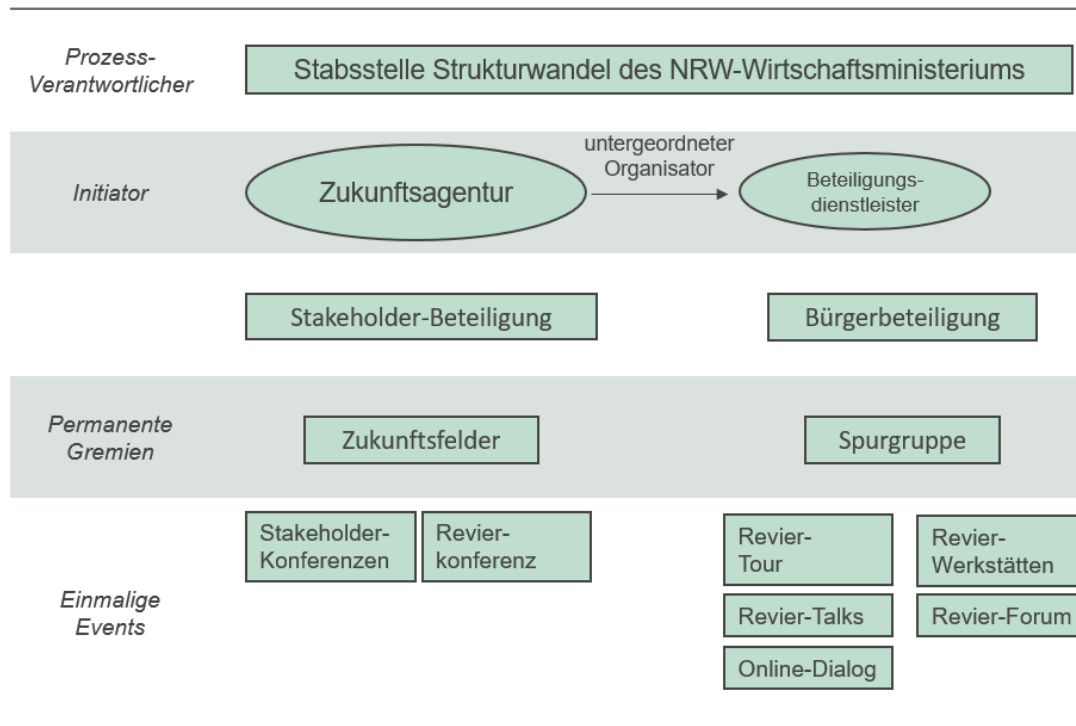 Prozess-
Verantwortlicher
Stabsstelle Strukturwandel des NRW-Wirtschaftsministeriums
Initiator
Zukunftsagentur
untergeordneter
Organisator
Beteiligungs-
dienstleister
Stakeholder-Beteiligung
Bürgerbeteiligung
Permanente
Gremien
Zukunftsfelder
Spurgruppe
Einmalige
Events
Stakeholder-
Konferenzen
Revier-
konferenz
Revier-
Tour
Revier-
Werkstätten
Revier-Talks
Revier-Forum
Online-Dialog